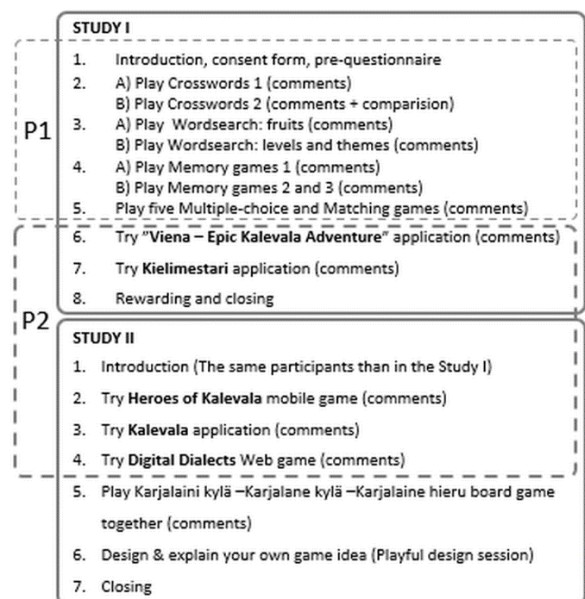 STUDY I
1. Introduction, consent form, pre-questionnaire
2. A) Play Crosswords 1 (comments)
B) Play Crosswords 2 (comments + comparision)
P1
3. A) Play Wordsearch: fruits (comments)
B) Play Wordsearch: levels and themes (comments)
4. A) Play Memory games 1 (comments)
B) Play Memory games 2 and 3 (comments)
5. Play five Multiple-choice and Matching games (comments)
6. Try ”Viena – Epic Kalevala Adventure” application (comments)
7. Try Kielimestari application (comments)
8. Rewarding and closing
P2
STUDY II
1. Introduction (The same participants than in the Study I)
2. Try Heroes of Kalevala mobile game (comments)
3. Try Kalevala application (comments)
4. Try Digital Dialects Web game (comments)
5. Play Karjalaini kylä –Karjalane kylä –Karjalaine hieru board game
together (comments)
6. Design & explain your own game idea (Playful design session)
7. Closing